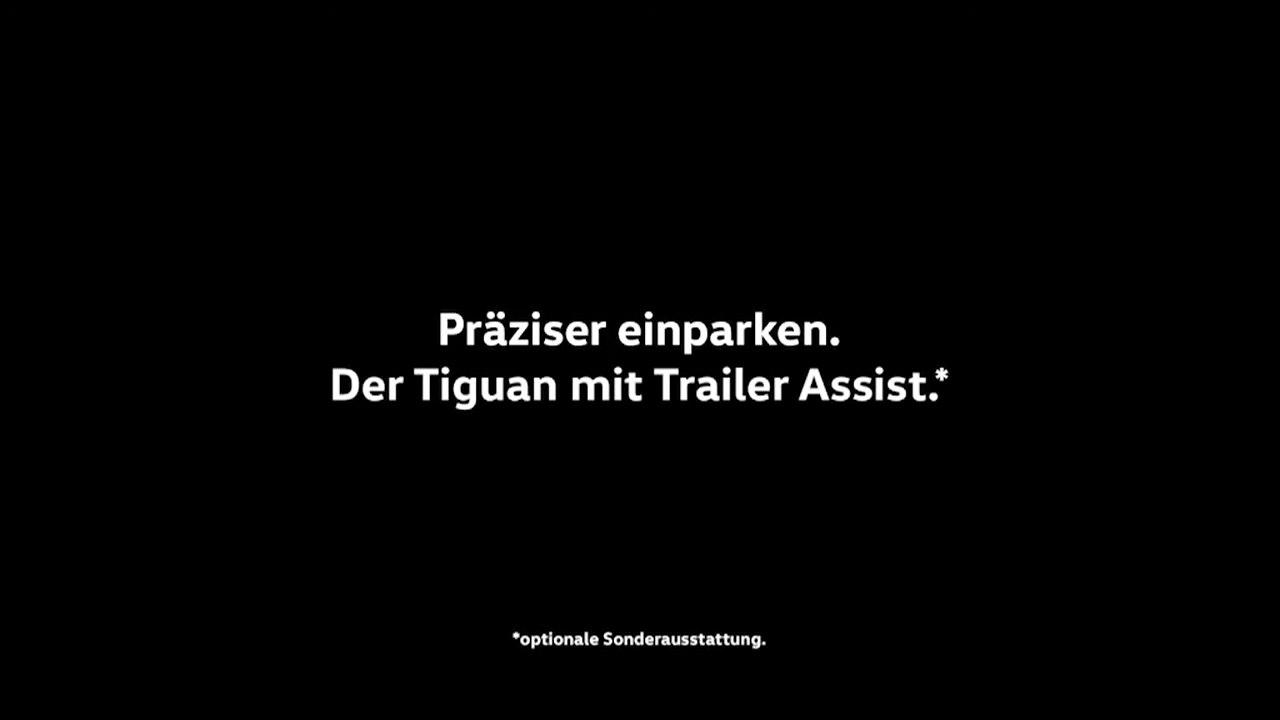 Präziser einparken.
Der Tiguan mit Trailer Assist.*
*optionale Sonderausstattung.